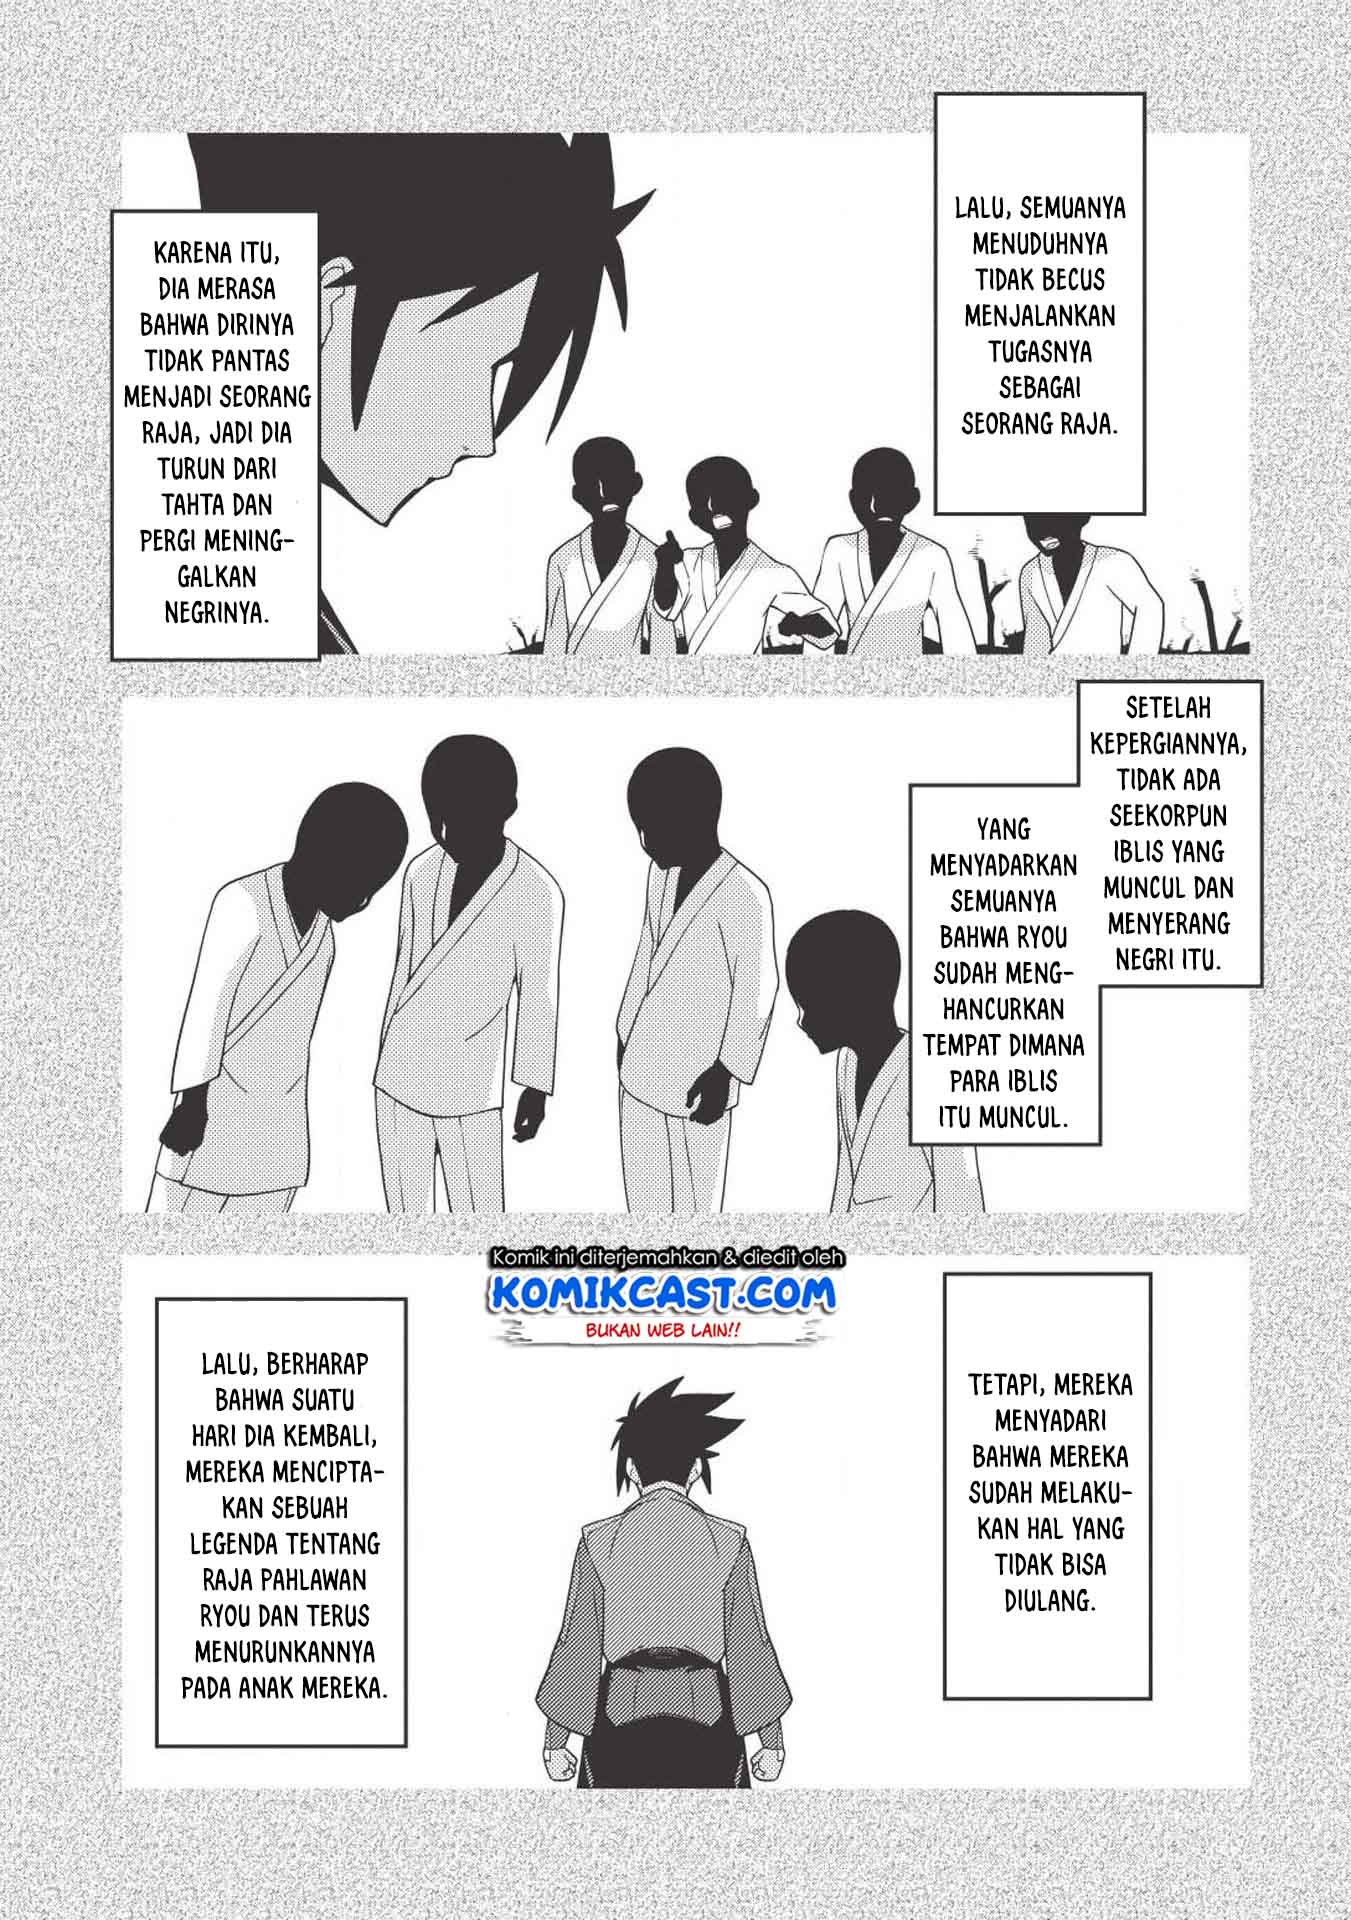 LALU, SEMUANYA
MENUDUHNYA
TIDAK BECUS
MENJALANKAN
TUGASNYA
SEBAGAI
SEORANG RAJA.
KARENA ITU,
DIA MERASA
BAHWA DIRINYA
TIDAK PANTAS
MENJADI SEORANG
RAJA, JADI DIA
TURUN DARI
TAHTA DAN
PERGI MENING-
GALKAN
NEGRINYA.
SETELAH
KEPERGIANNYA,
TIDAK ADA
SEEKORPUN
IBLIS YANG
MUNCUL DAN
MENYERANG
NEGRI ITU.
YANG
MENYADARKAN
SEMUANYA
BAHWA RYOU
SUDAH MENG-
HANCURKAN
TEMPAT DIMANA
PARA IBLIS
ITU MUNCUL.
Komik ini diterjemahkan & diedit oleh
KOMIKCAST.COM
BUKAN WEB LAIN!!
TETAPI, MEREKA
MENYADARI
BAHWA MEREKA
SUDAH MELAKU-
KAN HAL YANG
TIDAK BISA
DIULANG.
LALU, BERHARAP
BAHWA SUATU
HARI DIA KEMBALI,
MEREKA MENCIPTA-
KAN SEBUAH
LEGENDA TENTANG
RAJA PAHLAWAN
RYOU DAN TERUS
MENURUNKANNYA
PADA ANAK MEREKA.